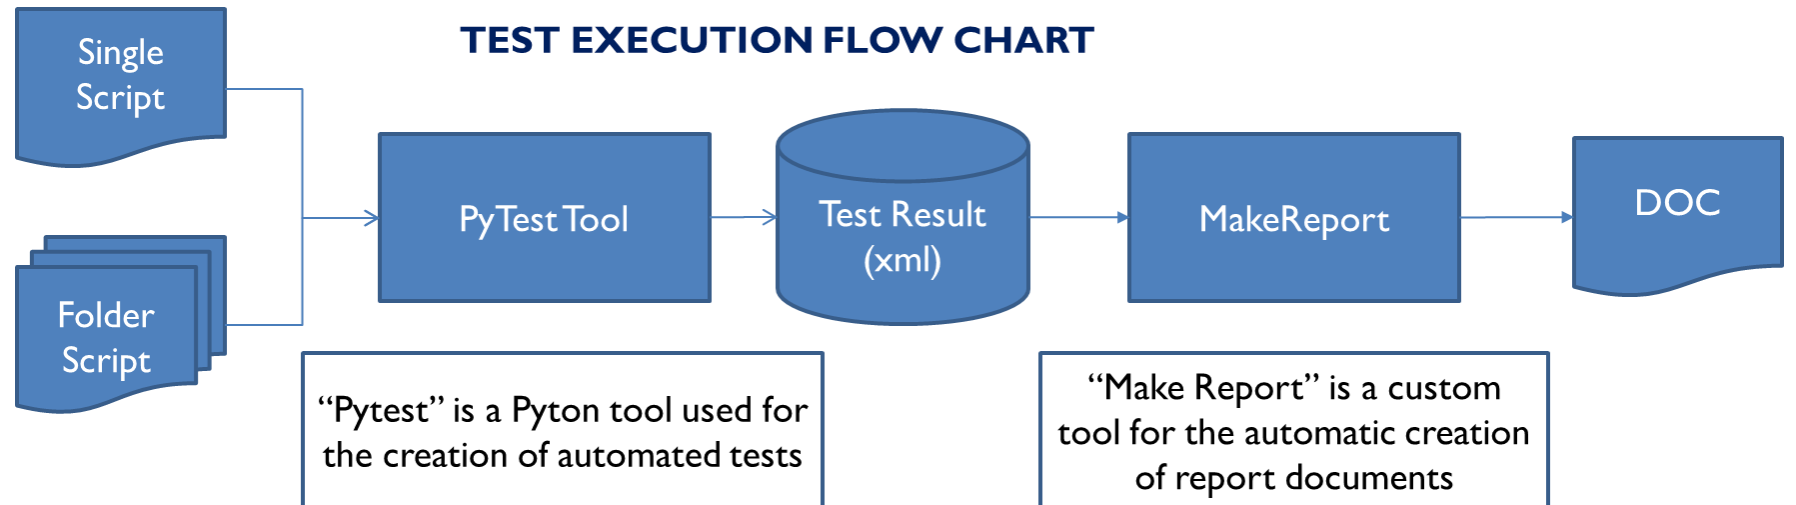 TEST EXECUTION FLOW CHART
Single
Script
Folder
Script
PyTest Tool
Test Result
(xml)
MakeReport
DOC
“Pytest” is a Pyton tool used for
the creation of automated tests
“Make Report” is a custom
tool for the automatic creation
of report documents